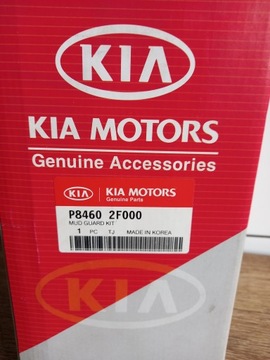 KIA
KIA MOTORS
Genuine Accessories
KIA KIA MOTORS
Genuine Parts
P8460 2F000
MUD GUARD KIT
1 PC TJ MADE IN KOREA
KIA